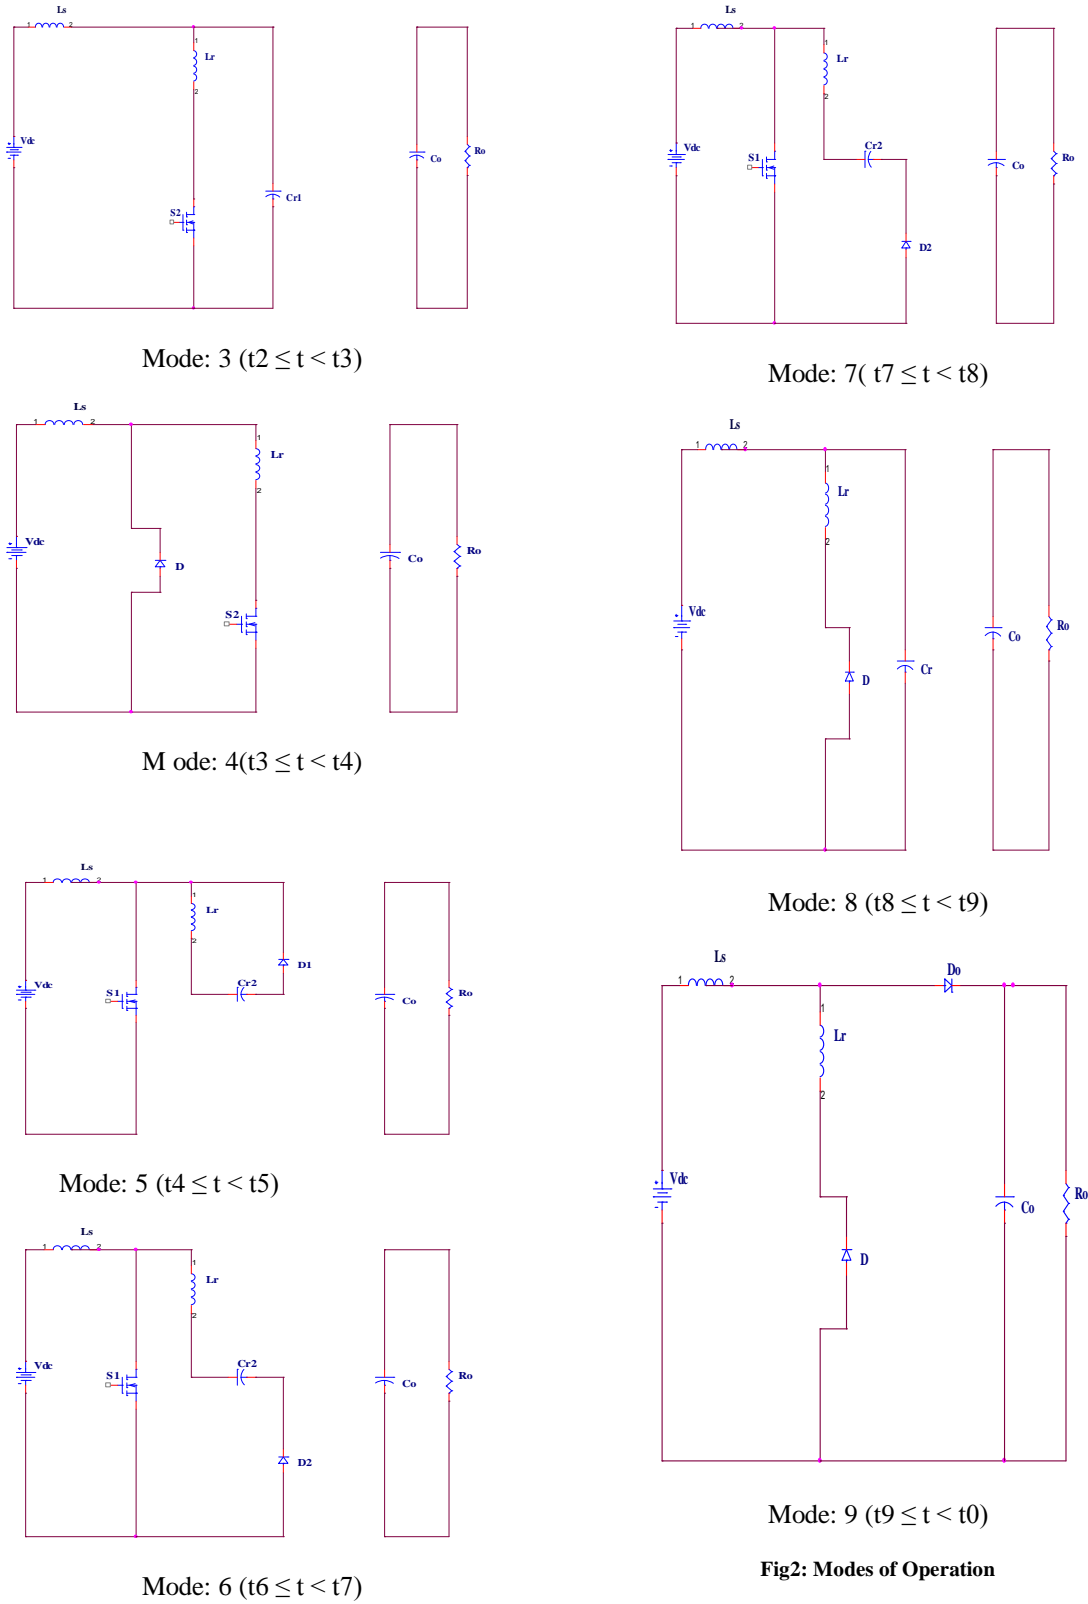 Ls
1 2
1
Lr
2
Vdc
S2
Cr1
Co
Ro
Mode: 3 (t2 ≤ t < t3)
Ls
1 2
1
Lr
2
Vdc
D
S2
Co
Ro
M ode: 4(t3 ≤ t < t4)
Ls
1 2
1
Lr
2
Vdc
S1
Cr2
D1
Co
Ro
Mode: 5 (t4 ≤ t < t5)
Ls
1 2
1
Lr
2
Vdc
S1
Cr2
D2
Co
Ro
Mode: 6 (t6 ≤ t < t7)
Ls
1 2
1
Lr
2
Vdc
S1
Cr2
D2
Co
Ro
Mode: 7( t7 ≤ t < t8)
Ls
1 2
1
Lr
2
Vdc
D
Cr
Co
Ro
Mode: 8 (t8 ≤ t < t9)
Ls
1 2
Do
1
Lr
2
Vdc
D
Co
Ro
Mode: 9 (t9 ≤ t < t0)
Fig2: Modes of Operation